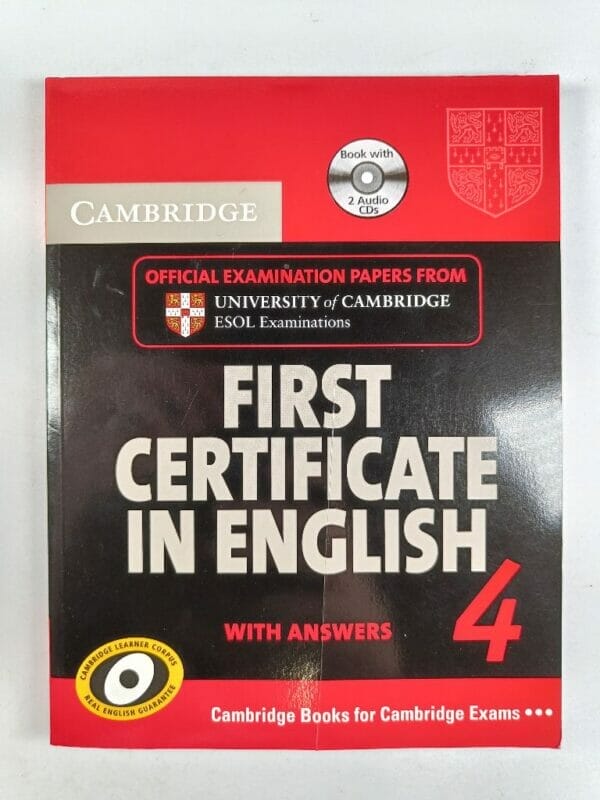 Book with
2 Audio
CDs
CAMBRIDGE
OFFICIAL EXAMINATION PAPERS FROM
UNIVERSITY of CAMBRIDGE
ESOL Examinations
FIRST
CERTIFICATE
IN ENGLISH
4
WITH ANSWERS
CAMBRIDGE LEARNER CORPUS
REAL ENGLISH GUARANTEE
Cambridge Books for Cambridge Exams •••